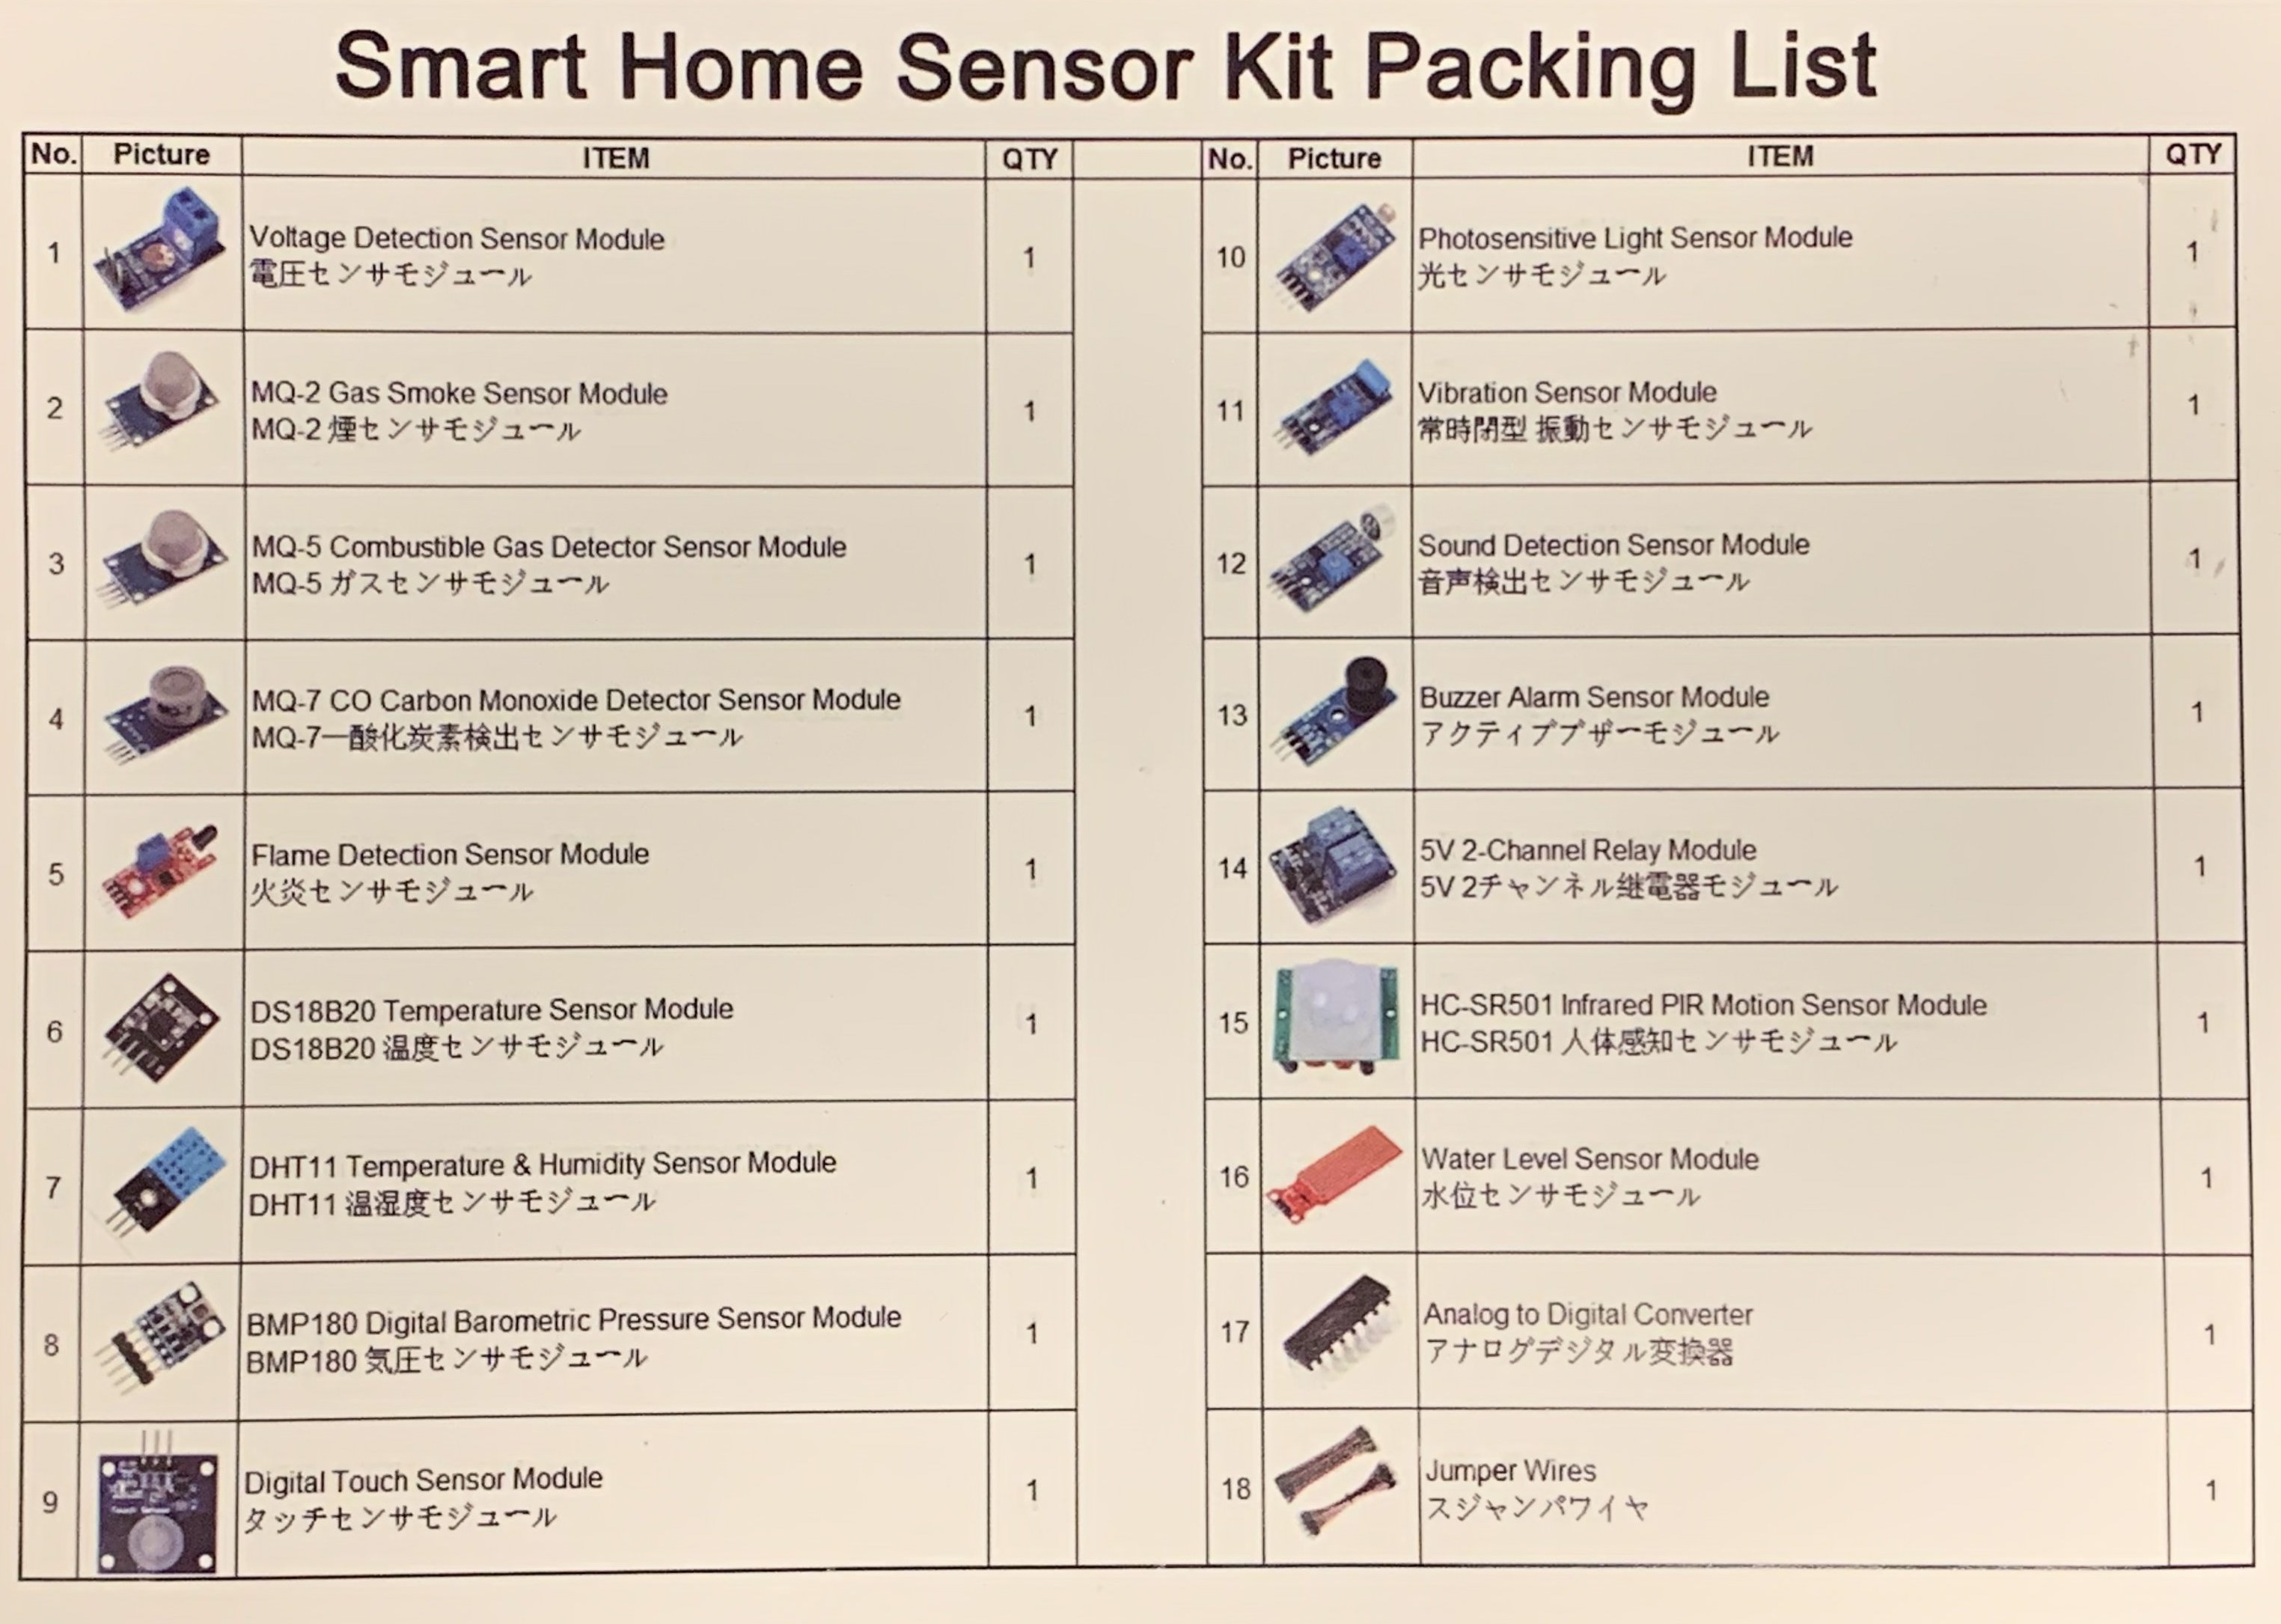 Smart Home Sensor Kit Packing List
No. Picture ITEM QTY
1 Voltage Detection Sensor Module 1
電圧センサモジュール
2 MQ-2 Gas Smoke Sensor Module 1
MQ-2 煙センサモジュール
3 MQ-5 Combustible Gas Detector Sensor Module 1
MQ-5 ガスセンサモジュール
4 MQ-7 CO Carbon Monoxide Detector Sensor Module 1
MQ-7一酸化炭素検出センサモジュール
5 Flame Detection Sensor Module 1
火炎センサモジュール
6 DS18B20 Temperature Sensor Module 1
DS18B20 温度センサモジュール
7 DHT11 Temperature & Humidity Sensor Module 1
DHT11 温湿度センサモジュール
8 BMP180 Digital Barometric Pressure Sensor Module 1
BMP180 気圧センサモジュール
9 Digital Touch Sensor Module 1
タッチセンサモジュール
No. Picture ITEM QTY
10 Photosensitive Light Sensor Module 1
光センサモジュール
11 Vibration Sensor Module 1
常時閉型 振動センサモジュール
12 Sound Detection Sensor Module 1
音声検出センサモジュール
13 Buzzer Alarm Sensor Module 1
アクティブブザーモジュール
14 5V 2-Channel Relay Module 1
5V 2チャンネル继電器モジュール
15 HC-SR501 Infrared PIR Motion Sensor Module 1
HC-SR501 人体感知センサモジュール
16 Water Level Sensor Module 1
水位センサモジュール
17 Analog to Digital Converter 1
アナログデジタル変換器
18 Jumper Wires 1
スジャンパワイヤ